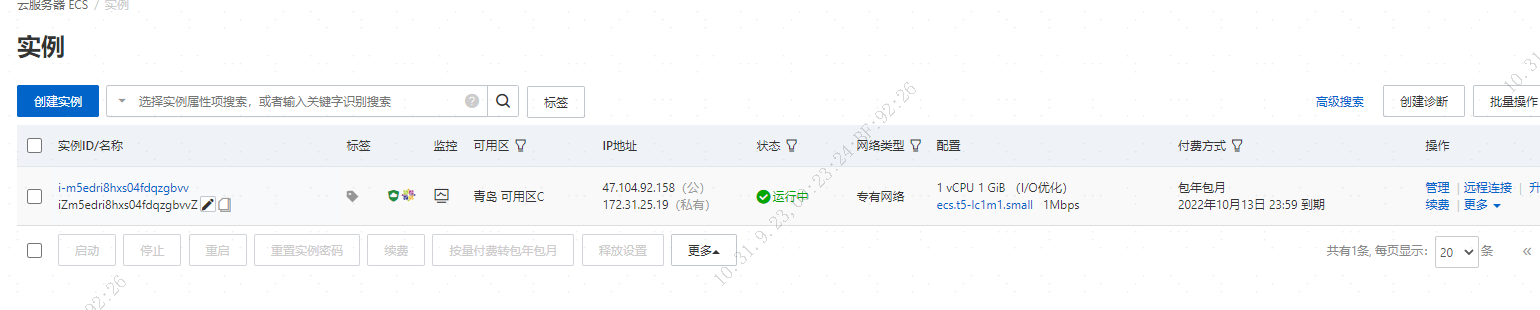 云服务器 ECS / 实例
实例
创建实例 选择实例属性项搜索，或者输入关键字识别搜索 ? 标签 高级搜索 创建诊断 批量操作
实例ID/名称 标签 监控 可用区 IP地址 状态 网络类型 配置 付费方式 操作
i-m5edri8hxs04fdqzgbvv 47.104.92.158（公） 1 vCPU 1 GiB （I/O优化） 包年包月 管理 | 远程连接 | 升
青岛 可用区C 运行中 专有网络
iZm5edri8hxs04fdqzgbvvZ 172.31.25.19（私有） ecs.t5-lc1m1.small 1Mbps 2022年10月13日 23:59 到期 续费 | 更多
启动 停止 重启 重置实例密码 续费 按量付费转包年包月 释放设置 更多 共有1条, 每页显示: 20 条 «
10.31.9.23,00:23:24:BF:92:26
10.31
92:26